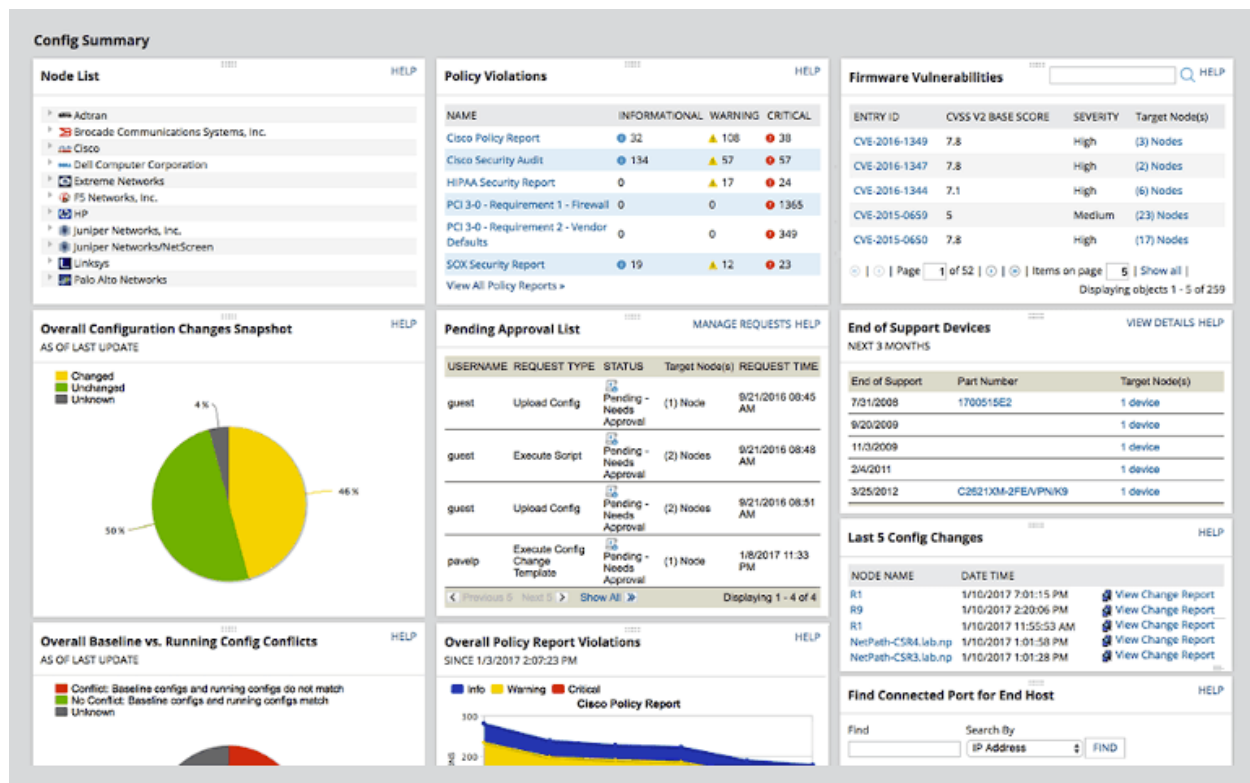 Config Summary
Node List HELP
Adtran
Brocade Communications Systems, Inc.
Cisco
Dell Computer Corporation
Extreme Networks
F5 Networks, Inc.
HP
Juniper Networks, Inc.
Juniper Networks/NetScreen
Linksys
Palo Alto Networks
Policy Violations HELP
NAME INFORMATIONAL WARNING CRITICAL
Cisco Policy Report 32 108 38
Cisco Security Audit 134 57 57
HIPAA Security Report 0 17 24
PCI 3-0 - Requirement 1 - Firewall 0 0 1365
PCI 3-0 - Requirement 2 - Vendor
Defaults 0 0 349
SOX Security Report 19 12 23
View All Policy Reports »
Firmware Vulnerabilities HELP
ENTRY ID CVSS V2 BASE SCORE SEVERITY Target Node(s)
CVE-2016-1349 7.8 High (3) Nodes
CVE-2016-1347 7.8 High (2) Nodes
CVE-2016-1344 7.1 High (6) Nodes
CVE-2015-0659 5 Medium (23) Nodes
CVE-2015-0650 7.8 High (17) Nodes
| | Page 1 of 52 | | | Items on page 5 | Show all |
Displaying objects 1 - 5 of 259
Overall Configuration Changes Snapshot HELP
AS OF LAST UPDATE
Changed
Unchanged
Unknown
4%
46%
50%
Pending Approval List MANAGE REQUESTS HELP
USERNAME REQUEST TYPE STATUS Target Node(s) REQUEST TIME
guest Upload Config Pending - Needs Approval (1) Node 9/21/2016 08:45 AM
guest Execute Script Pending - Needs Approval (2) Nodes 9/21/2016 08:48 AM
guest Upload Config Pending - Needs Approval (2) Nodes 9/21/2016 08:51 AM
pavelp Execute Config Change Template Pending - Needs Approval (1) Node 1/8/2017 11:33 PM
Previous 5 Next 5 Show All Displaying 1 - 4 of 4
End of Support Devices VIEW DETAILS HELP
NEXT 3 MONTHS
End of Support Part Number Target Node(s)
7/31/2008 1700515E2 1 device
9/20/2009 1 device
11/3/2009 1 device
2/4/2011 1 device
3/25/2012 C2621XM-2FE/VPN/K9 1 device
Last 5 Config Changes HELP
NODE NAME DATE TIME
R1 1/10/2017 7:01:15 PM View Change Report
R9 1/10/2017 2:20:06 PM View Change Report
R1 1/10/2017 11:55:53 AM View Change Report
NetPath-CSR4.lab.np 1/10/2017 1:01:58 PM View Change Report
NetPath-CSR3.lab.np 1/10/2017 1:01:28 PM View Change Report
Overall Baseline vs. Running Config Conflicts HELP
AS OF LAST UPDATE
Conflict: Baseline configs and running configs do not match
No Conflict: Baseline configs and running configs match
Unknown
Overall Policy Report Violations HELP
SINCE 1/3/2017 2:07:23 PM
Info Warning Critical
Cisco Policy Report
300
200
Find Connected Port for End Host HELP
Find Search By
IP Address FIND